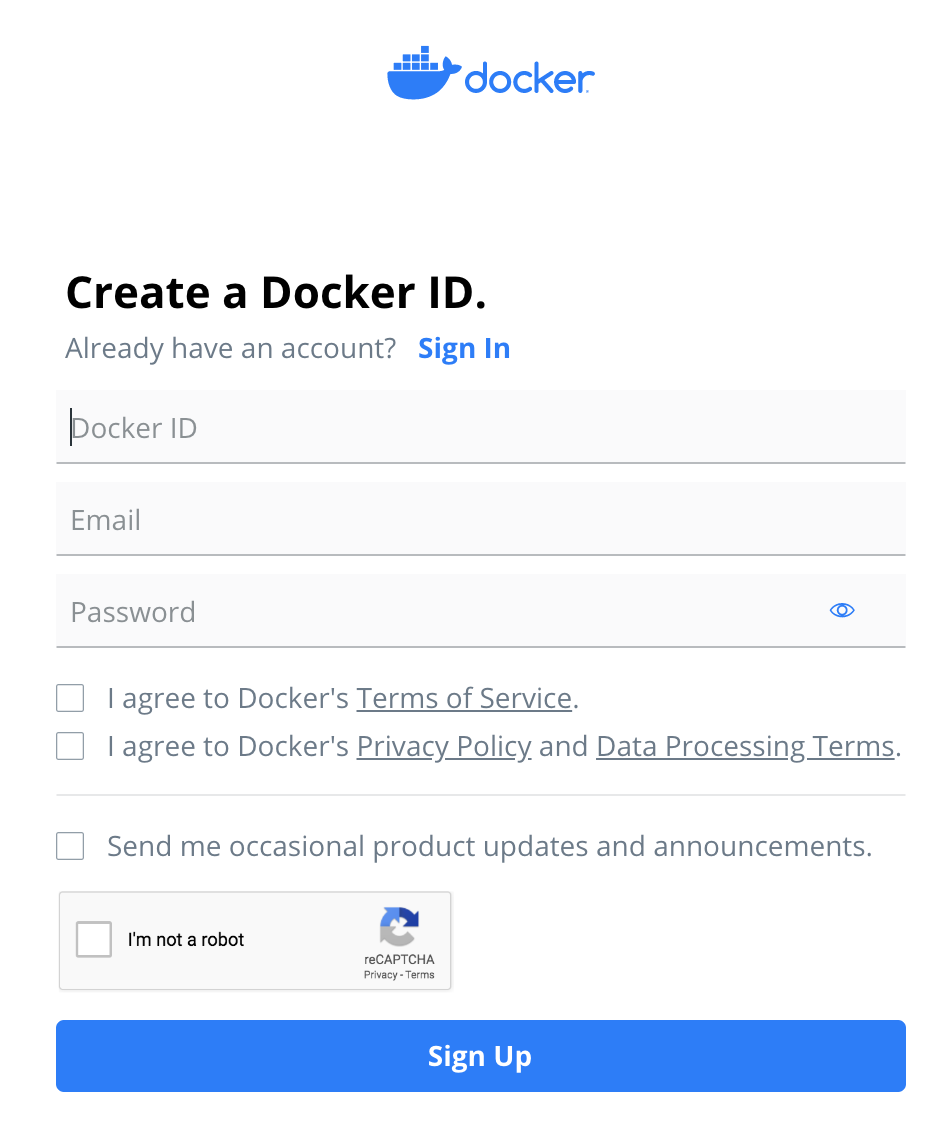 docker
Create a Docker ID.
Already have an account? Sign In
Docker ID
Email
Password
I agree to Docker's Terms of Service.
I agree to Docker's Privacy Policy and Data Processing Terms.
Send me occasional product updates and announcements.
I'm not a robot
reCAPTCHA
Privacy - Terms
Sign Up